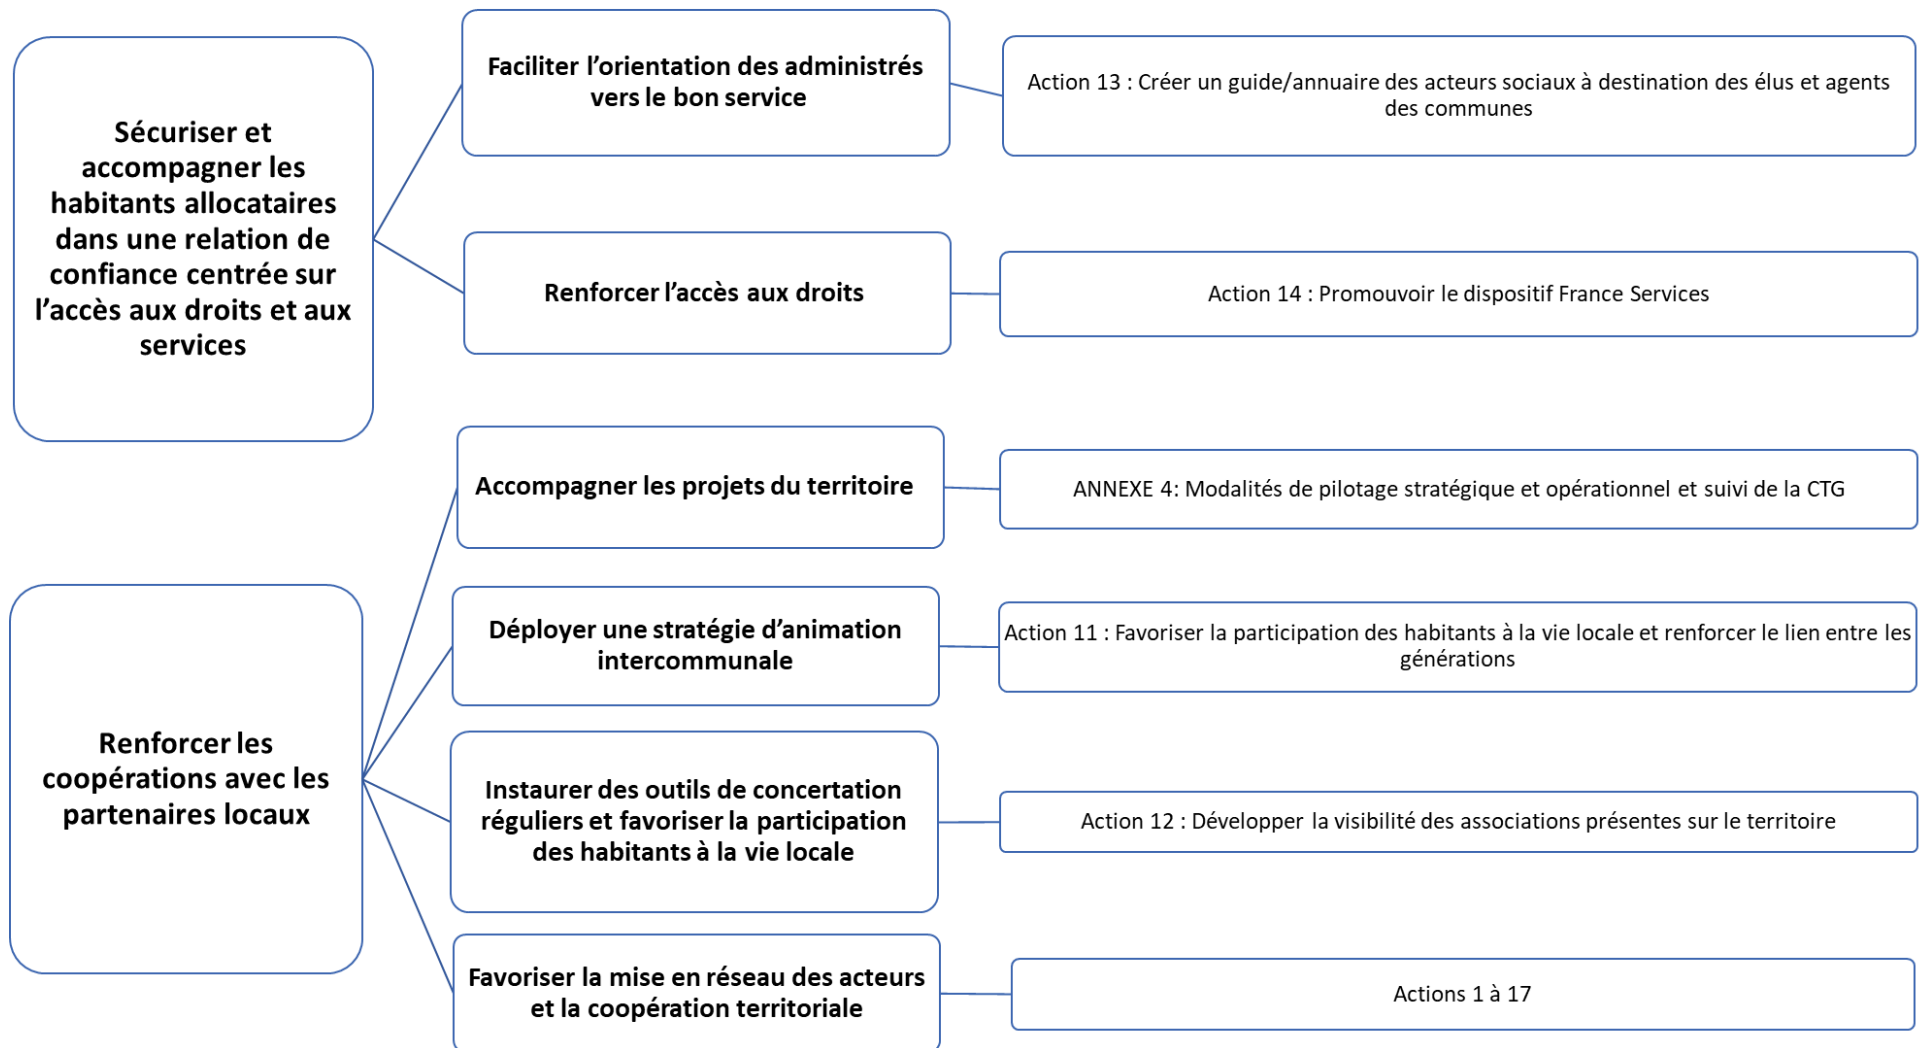 Sécuriser et
accompagner les
habitants allocataires
dans une relation de
confiance centrée sur
l’accès aux droits et aux
services
Faciliter l’orientation des administrés
vers le bon service
Action 13 : Créer un guide/annuaire des acteurs sociaux à destination des élus et agents
des communes
Renforcer l’accès aux droits
Action 14 : Promouvoir le dispositif France Services
Renforcer les
coopérations avec les
partenaires locaux
Accompagner les projets du territoire
ANNEXE 4: Modalités de pilotage stratégique et opérationnel et suivi de la CTG
Déployer une stratégie d’animation
intercommunale
Action 11 : Favoriser la participation des habitants à la vie locale et renforcer le lien entre les
générations
Instaurer des outils de concertation
réguliers et favoriser la participation
des habitants à la vie locale
Action 12 : Développer la visibilité des associations présentes sur le territoire
Favoriser la mise en réseau des acteurs
et la coopération territoriale
Actions 1 à 17